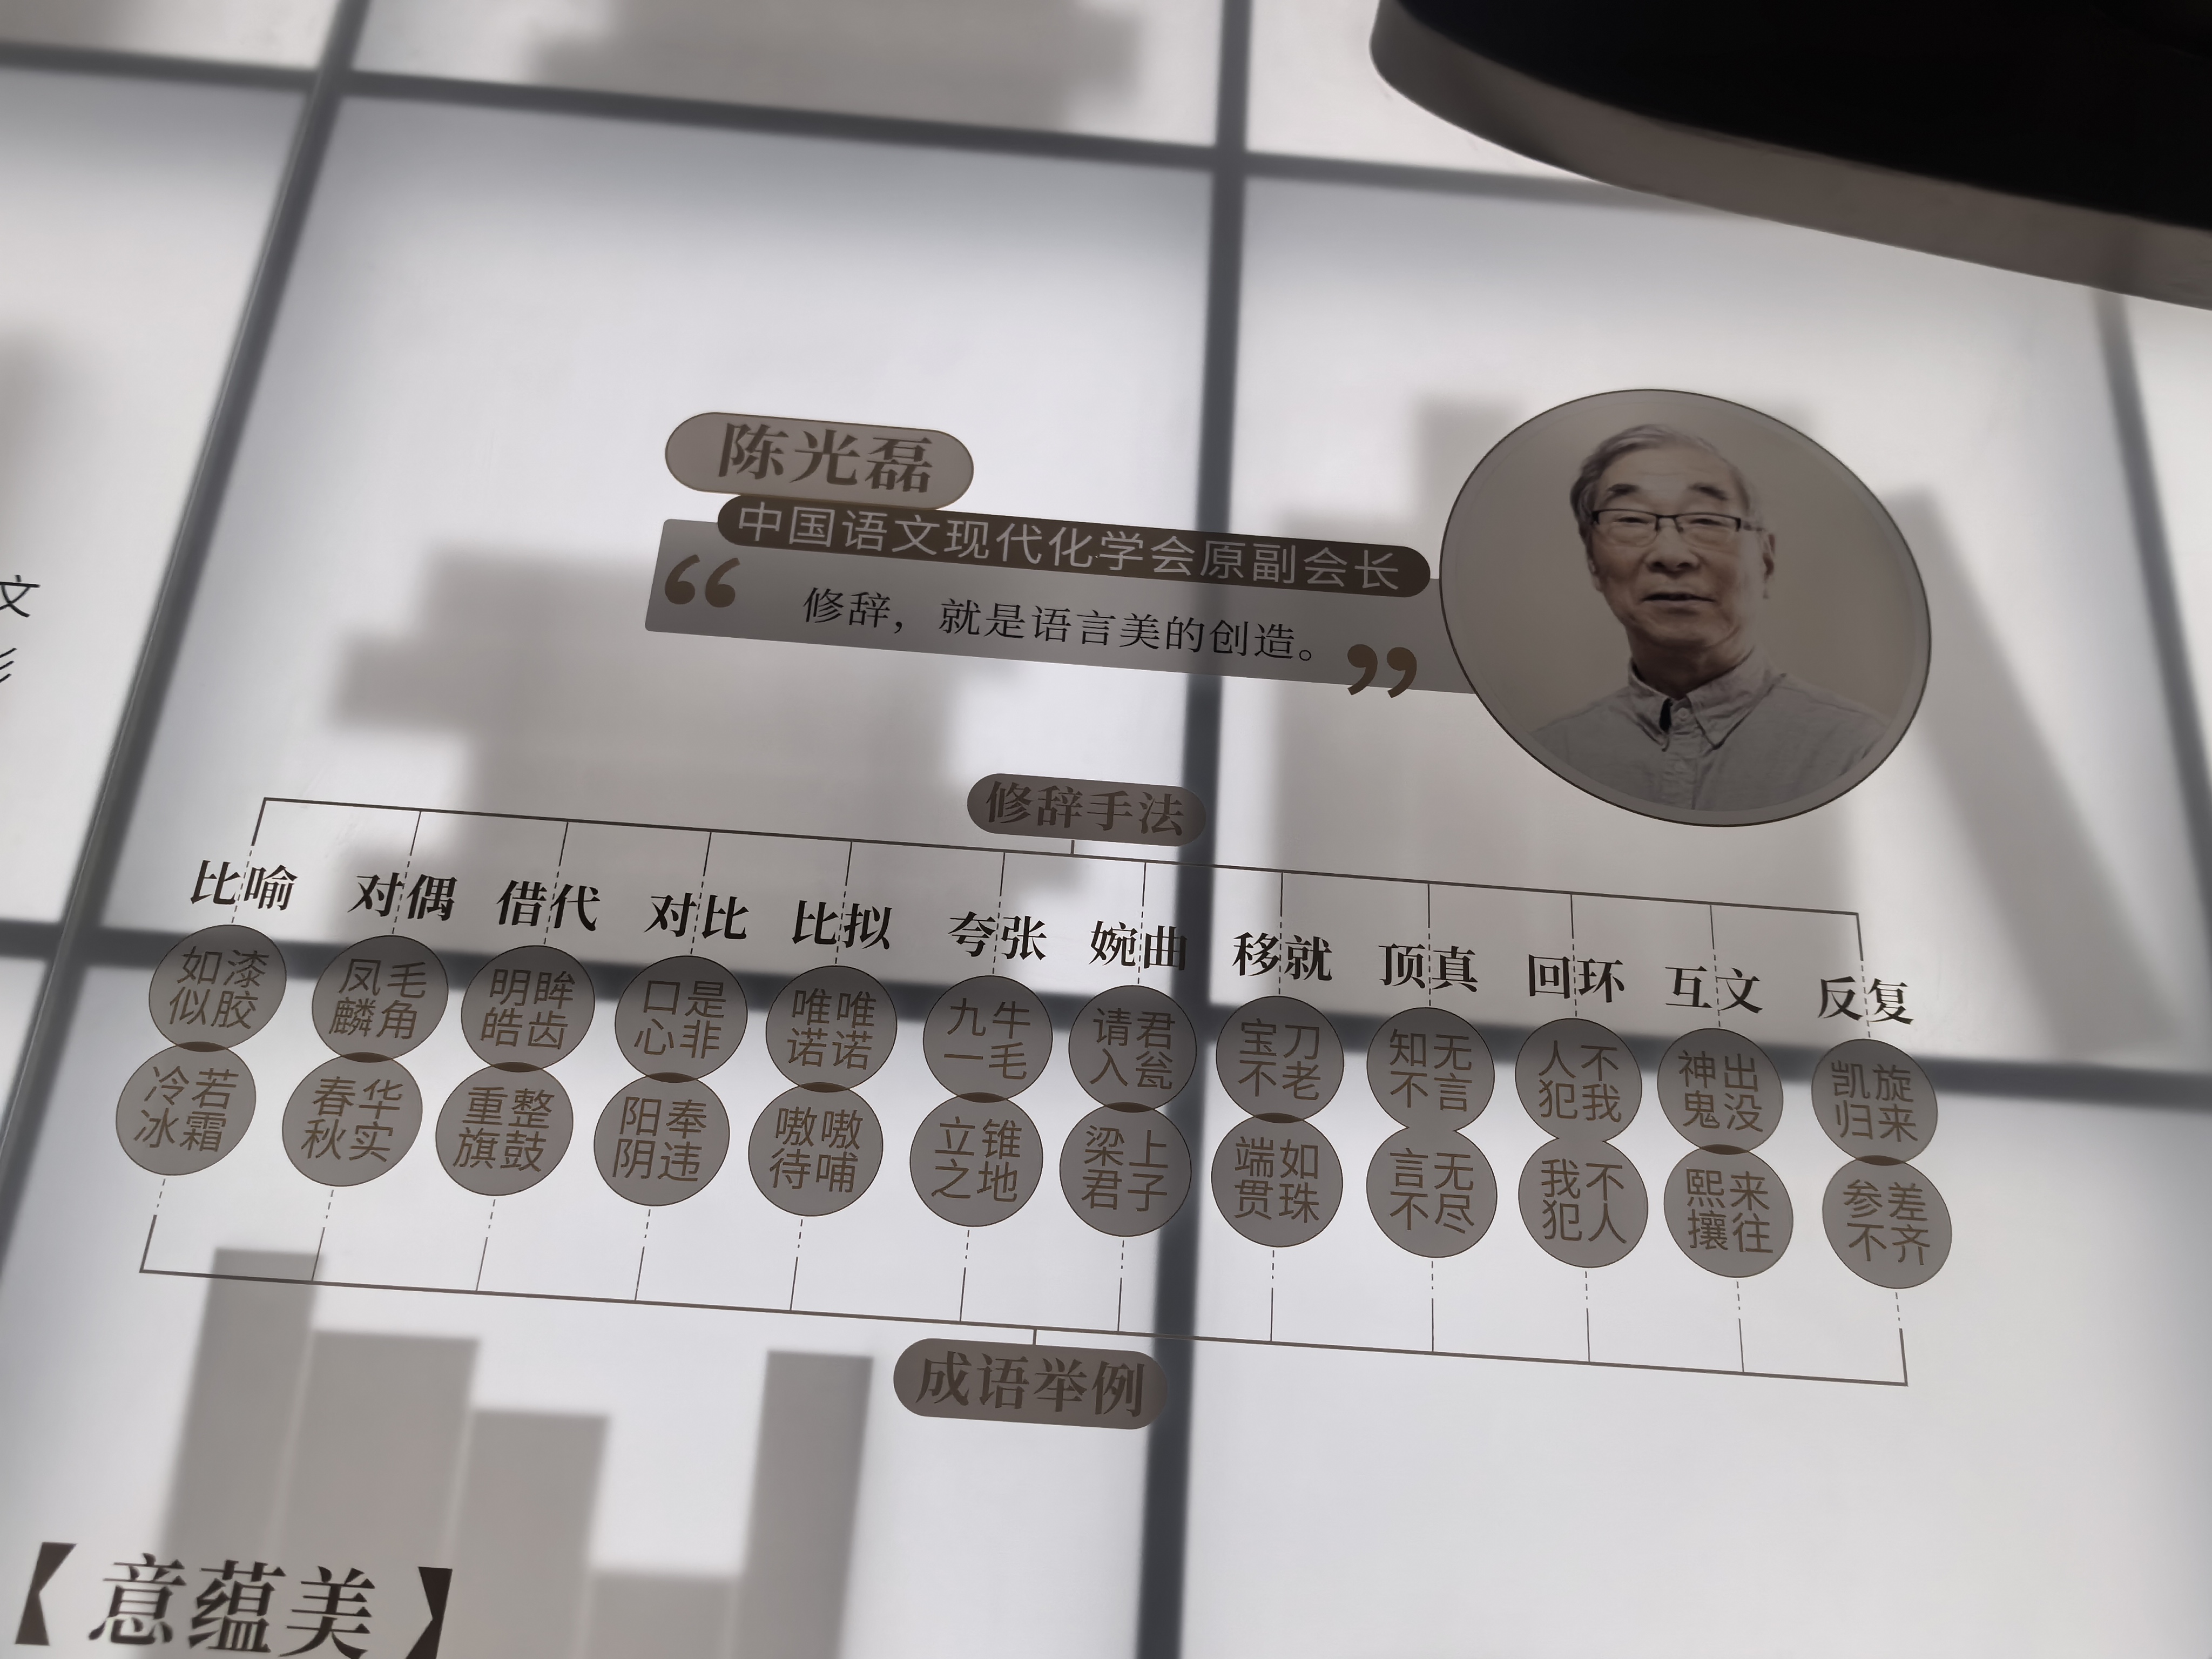 陈光磊
中国语文现代化学会原副会长
“修辞，就是语言美的创造。”
修辞手法
比喻 对偶 借代 对比 比拟 夸张 婉曲 移就 顶真 回环 互文 反复
如漆 凤毛 明眸 口是 唯唯 九牛 请君 宝刀 知无 人不 神出 凯旋
似胶 麟角 皓齿 心非 诺诺 一毛 入瓮 不老 不言 犯我 鬼没 归来
冷若 春华 重整 阳奉 嗷嗷 立锥 梁上 端如 言无 我不 熙来 参差
冰霜 秋实 旗鼓 阴违 待哺 之地 君子 贯珠 不尽 犯人 攘往 不齐
成语举例
【意蕴美】
文